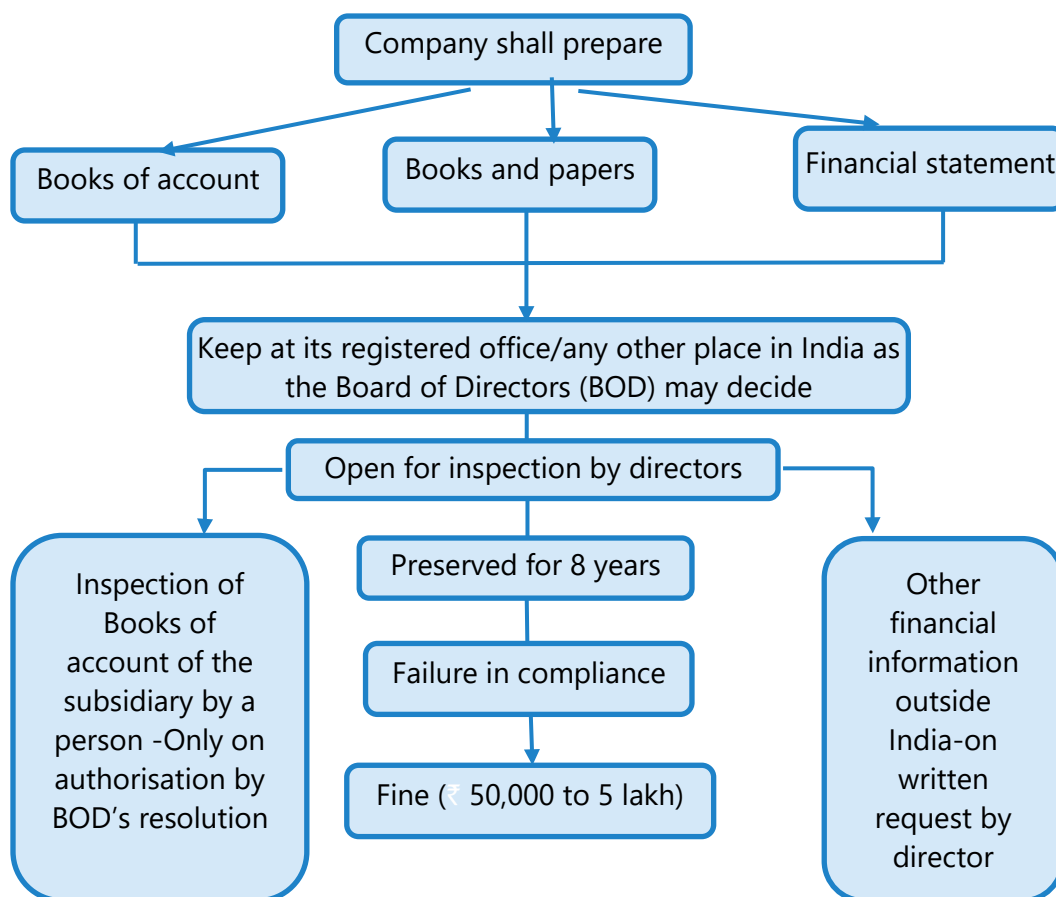 Company shall prepare
Books of account
Books and papers
Financial statement
Keep at its registered office/any other place in India as
the Board of Directors (BOD) may decide
Open for inspection by directors
Inspection of
Books of
account of the
subsidiary by a
person -Only on
authorisation by
BOD’s resolution
Preserved for 8 years
Failure in compliance
Fine (₹ 50,000 to 5 lakh)
Other
financial
information
outside
India-on
written
request by
director